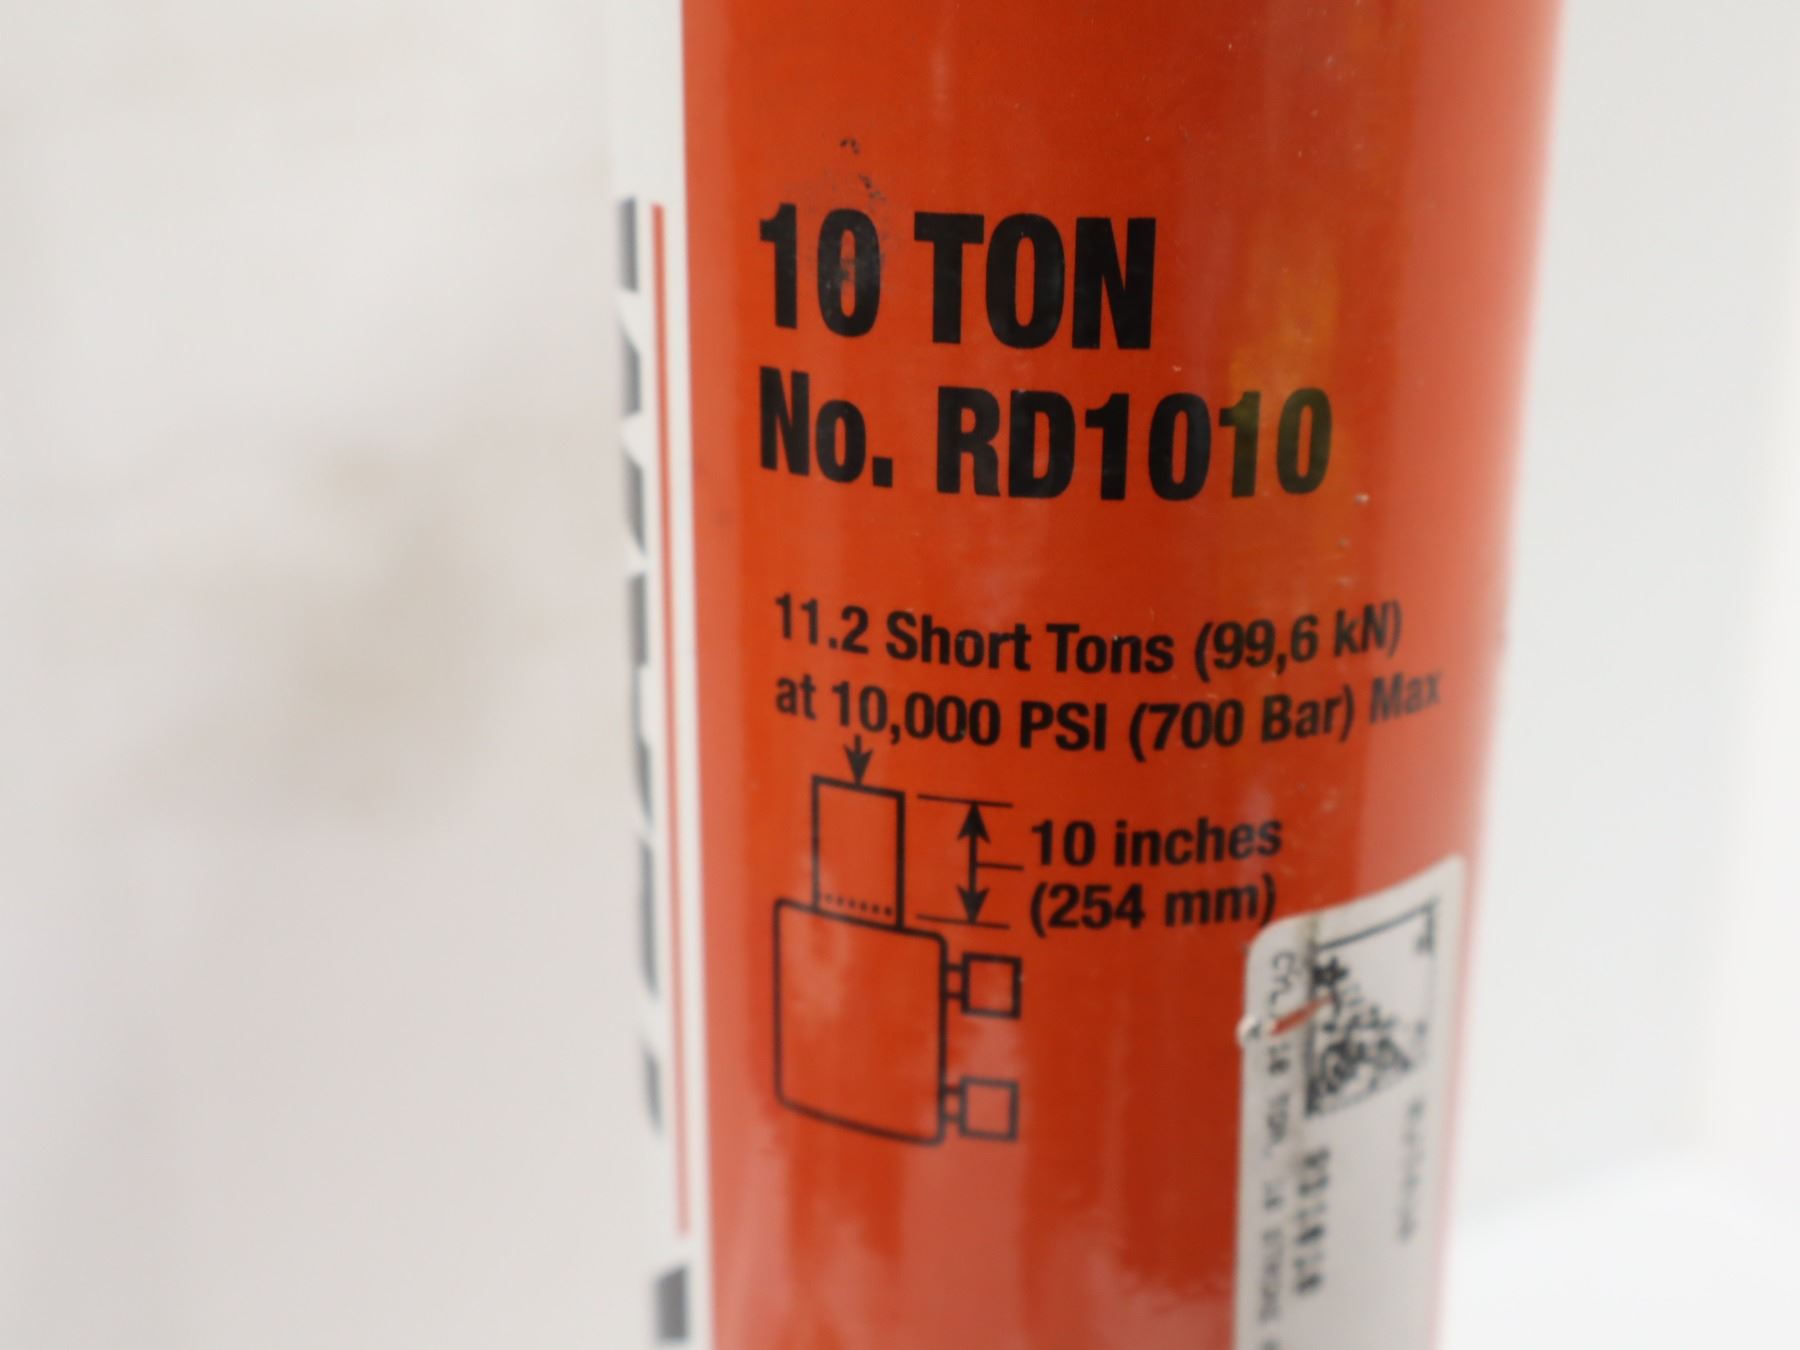 10 TON
No. RD1010
11.2 Short Tons (99,6 kN)
at 10,000 PSI (700 Bar) Max
10 inches
(254 mm)